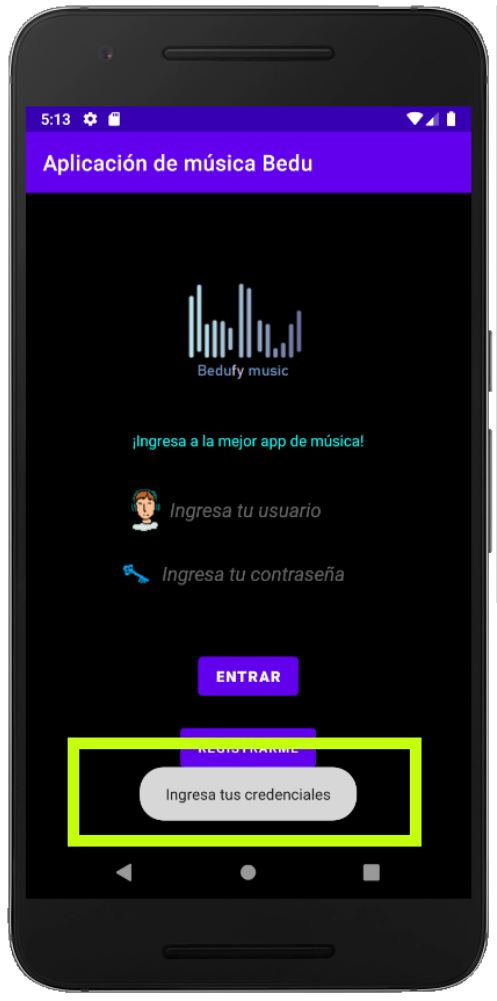 5:13
Aplicación de música Bedu
Bedufy music
¡Ingresa a la mejor app de música!
Ingresa tu usuario
Ingresa tu contraseña
ENTRAR
REGISTRARME
Ingresa tus credenciales